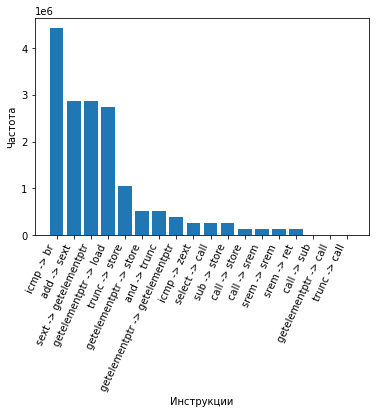 1e6
Частота
4
3
2
1
0
icmp -> br
add -> sext
sext -> getelementptr
getelementptr -> load
trunc -> store
getelementptr -> store
and -> trunc
getelementptr -> getelementptr
icmp -> zext
select -> call
sub -> store
call -> store
call -> srem
srem -> srem
srem -> ret
call -> sub
getelementptr -> call
trunc -> call
Инструкции